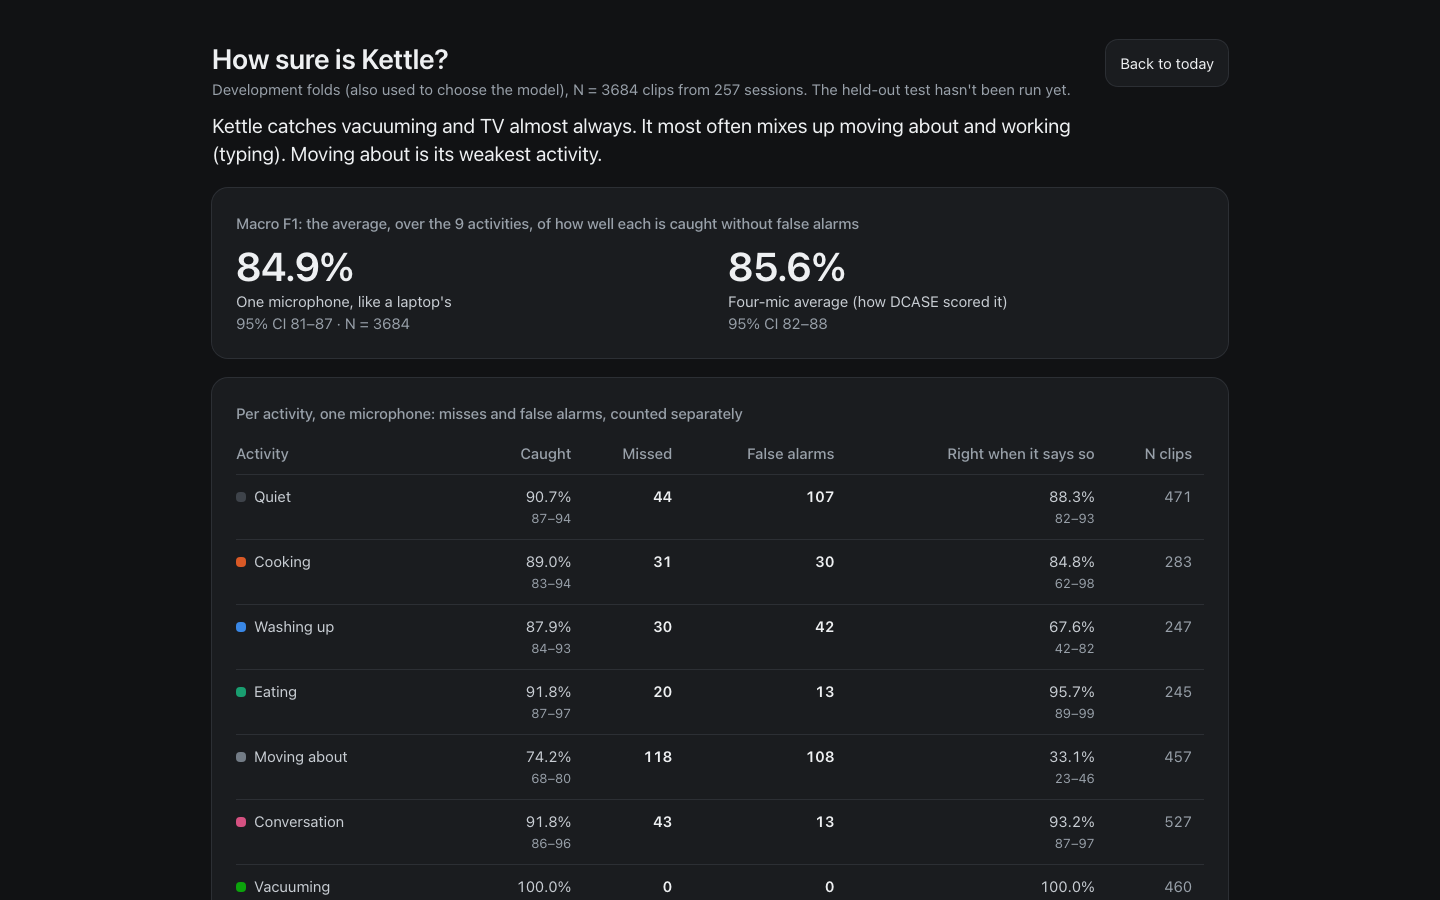 How sure is Kettle?
Back to today
Development folds (also used to choose the model), N = 3684 clips from 257 sessions. The held-out test hasn't been run yet.
Kettle catches vacuuming and TV almost always. It most often mixes up moving about and working
(typing). Moving about is its weakest activity.
Macro F1: the average, over the 9 activities, of how well each is caught without false alarms
84.9% 85.6%
One microphone, like a laptop's Four-mic average (how DCASE scored it)
95% CI 81–87 · N = 3684 95% CI 82–88
Per activity, one microphone: misses and false alarms, counted separately
Activity Caught Missed False alarms Right when it says so N clips
Quiet 90.7% 44 107 88.3% 471
87–94 82–93
Cooking 89.0% 31 30 84.8% 283
83–94 62–98
Washing up 87.9% 30 42 67.6% 247
84–93 42–82
Eating 91.8% 20 13 95.7% 245
87–97 89–99
Moving about 74.2% 118 108 33.1% 457
68–80 23–46
Conversation 91.8% 43 13 93.2% 527
86–96 87–97
Vacuuming 100.0% 0 0 100.0% 460